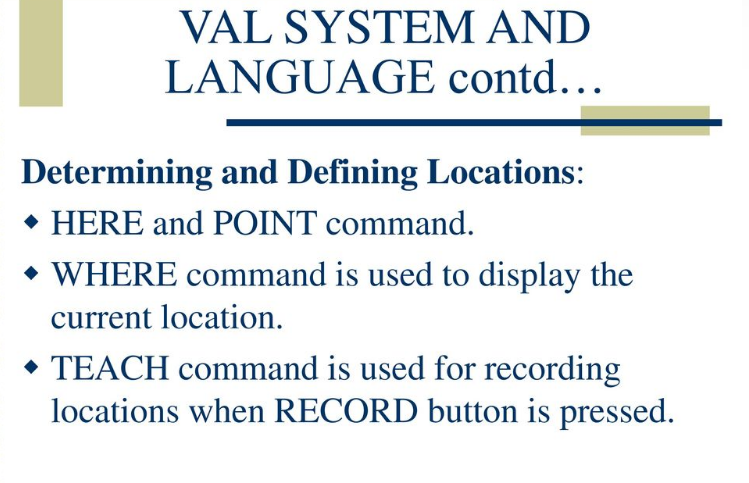 VAL SYSTEM AND
LANGUAGE contd…
Determining and Defining Locations:
◆ HERE and POINT command.
◆ WHERE command is used to display the
current location.
◆ TEACH command is used for recording
locations when RECORD button is pressed.